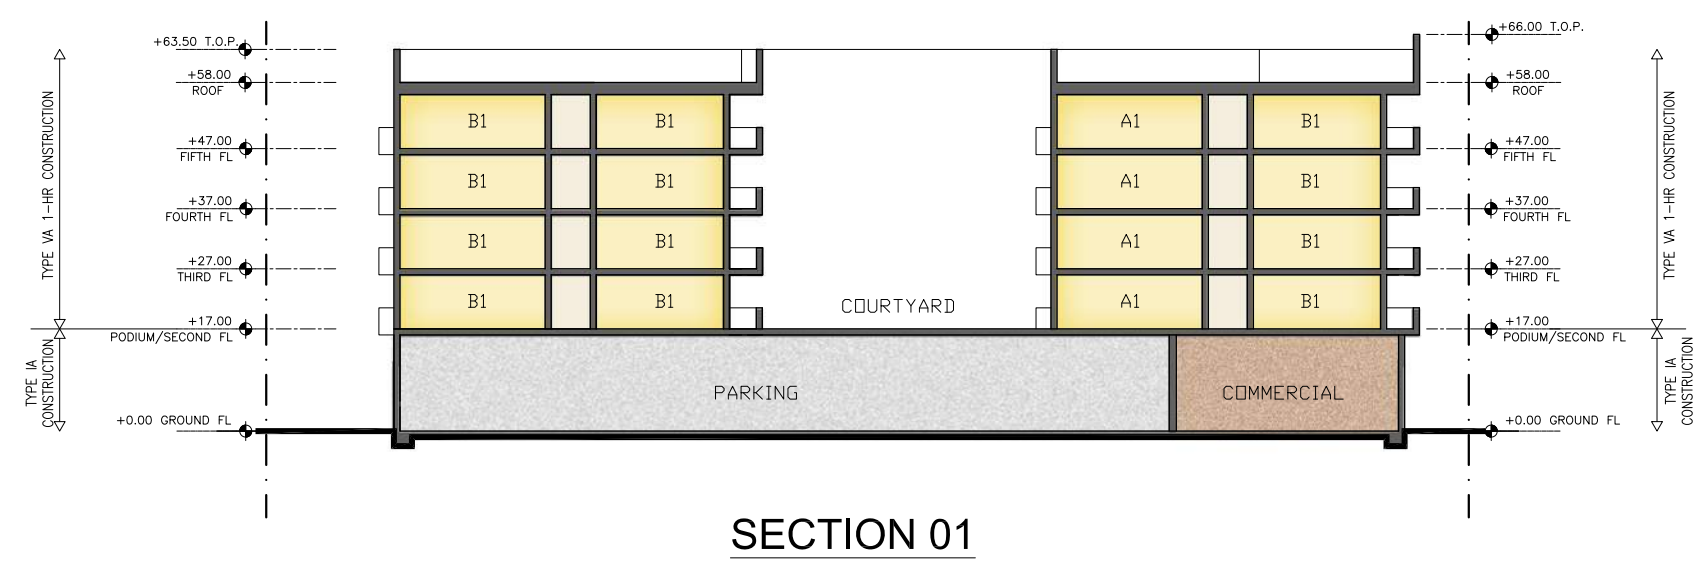 +63.50 T.O.P.
+66.00 T.O.P.
+58.00
ROOF
+58.00
ROOF
TYPE VA 1-HR CONSTRUCTION
TYPE VA 1-HR CONSTRUCTION
B1
B1
A1
B1
+47.00
FIFTH FL
+47.00
FIFTH FL
B1
B1
A1
B1
+37.00
FOURTH FL
+37.00
FOURTH FL
B1
B1
A1
B1
+27.00
THIRD FL
+27.00
THIRD FL
B1
B1
COURTYARD
A1
B1
+17.00
PODIUM/SECOND FL
+17.00
PODIUM/SECOND FL
TYPE IA
CONSTRUCTION
PARKING
COMMERCIAL
TYPE IA
CONSTRUCTION
+0.00 GROUND FL
+0.00 GROUND FL
SECTION 01